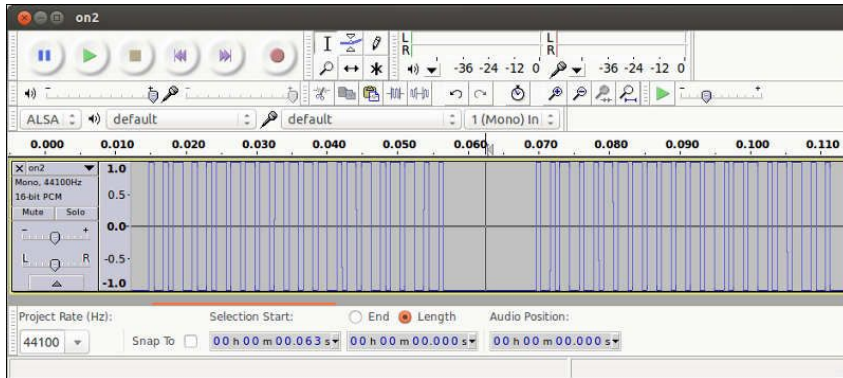 on2
L
R
L
R
-36 -24 -12 0
-36 -24 -12 0
ALSA
default
default
1 (Mono) In
0.000 0.010 0.020 0.030 0.040 0.050 0.060 0.070 0.080 0.090 0.100 0.110
on2
1.0
Mono, 44100Hz
16-bit PCM
0.5
Mute Solo
- +
0.0
L R
-0.5
-1.0
Project Rate (Hz): Selection Start: End Length Audio Position:
44100 Snap To 00 h 00 m 00.063 s 00 h 00 m 00.000 s 00 h 00 m 00.000 s